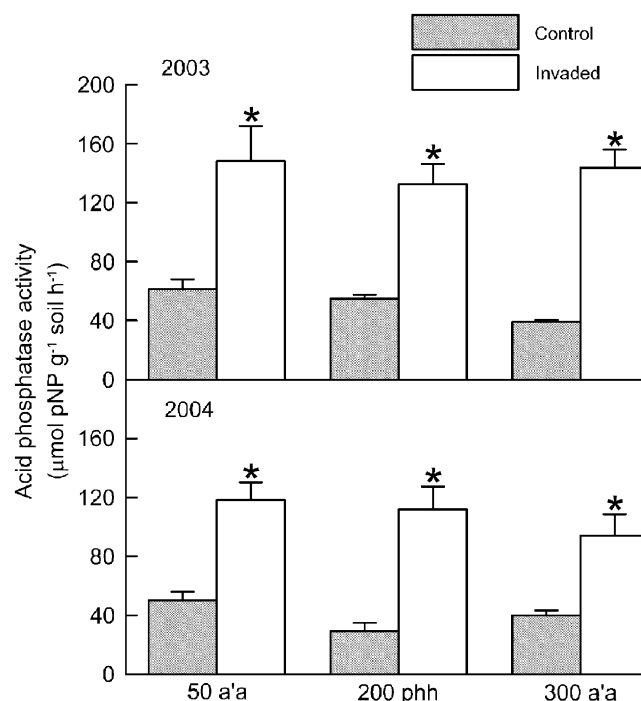 Control
Invaded
2003
200
160
*
*
*
120
80
40
0
2004
160
*
*
*
120
80
40
0
50 a'a
200 phh
300 a'a
Acid phosphatase activity
(µmol pNP g⁻¹ soil h⁻¹)